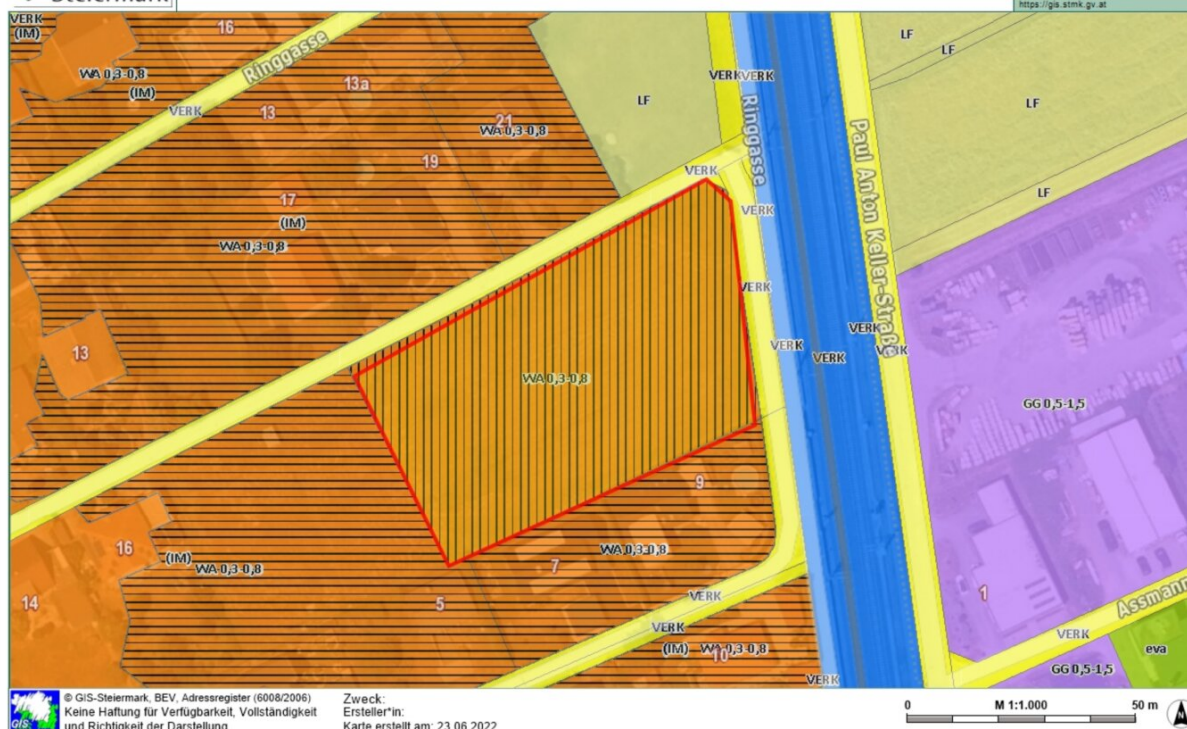 Steiermark
https://gis.stmk.gv.at
VERK
(IM)
16
LF
LF
WA 0,3-0,8
(IM)
Ringgasse
13a
VERK
VERK
LF
LF
VERK
13
21
WA 0,3-0,8
Ringgasse
Paul Anton Keller-Straße
19
VERK
LF
17
(IM)
VERK
WA 0,3-0,8
VERK
VERK
VERK
VERK
VERK
13
WA 0,3-0,8
GG 0,5-1,5
9
16
(IM)
WA 0,3-0,8
WA 0,3-0,8
7
14
5
VERK
1
Assmann
VERK
VERK
(IM)
WA 0,3-0,8
10
eva
GG 0,5-1,5
VERK
GIS
© GIS-Steiermark, BEV, Adressregister (6008/2006)
Keine Haftung für Verfügbarkeit, Vollständigkeit
und Richtigkeit der Darstellung
Zweck:
Ersteller*in:
Karte erstellt am: 23.06.2022
0 M 1:1.000 50 m
N